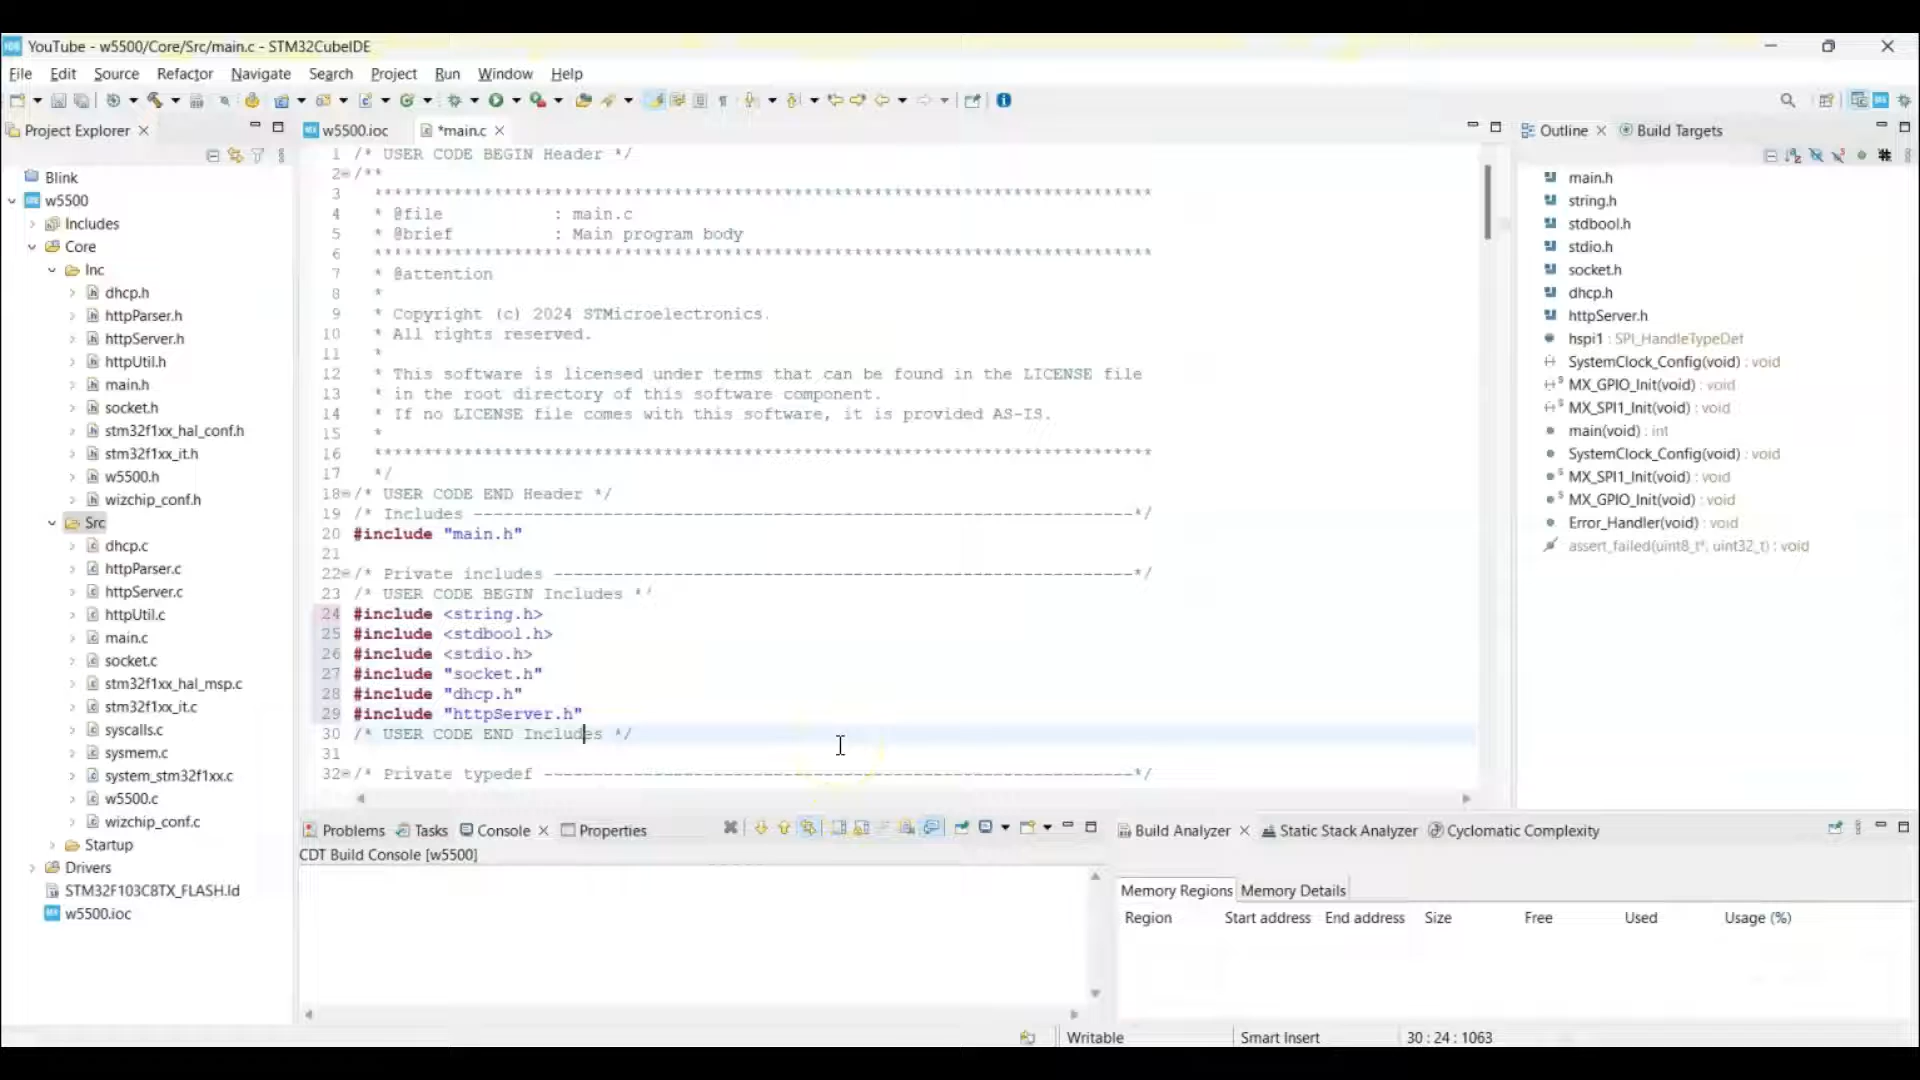 YouTube - w5500/Core/Src/main.c - STM32CubeIDE
File Edit Source Refactor Navigate Search Project Run Window Help
Project Explorer
Blink
w5500
Includes
Core
Inc
dhcp.h
httpParser.h
httpServer.h
httpUtil.h
main.h
socket.h
stm32f1xx_hal_conf.h
stm32f1xx_it.h
w5500.h
wizchip_conf.h
Src
dhcp.c
httpParser.c
httpServer.c
httpUtil.c
main.c
socket.c
stm32f1xx_hal_msp.c
stm32f1xx_it.c
syscalls.c
sysmem.c
system_stm32f1xx.c
w5500.c
wizchip_conf.c
Startup
Drivers
STM32F103C8TX_FLASH.ld
w5500.ioc
w5500.ioc *main.c
1 /* USER CODE BEGIN Header */
2 /**
3 ******************************************************************************
4 * @file : main.c
5 * @brief : Main program body
6 ******************************************************************************
7 * @attention
8 *
9 * Copyright (c) 2024 STMicroelectronics.
10 * All rights reserved.
11 *
12 * This software is licensed under terms that can be found in the LICENSE file
13 * in the root directory of this software component.
14 * If no LICENSE file comes with this software, it is provided AS-IS.
15 *
16 ******************************************************************************
17 */
18 /* USER CODE END Header */
19 /* Includes ------------------------------------------------------------------*/
20 #include "main.h"
21
22 /* Private includes ----------------------------------------------------------*/
23 /* USER CODE BEGIN Includes */
24 #include <string.h>
25 #include <stdbool.h>
26 #include <stdio.h>
27 #include "socket.h"
28 #include "dhcp.h"
29 #include "httpServer.h"
30 /* USER CODE END Includes */
31
32 /* Private typedef -----------------------------------------------------------*/
Outline Build Targets
main.h
string.h
stdbool.h
stdio.h
socket.h
dhcp.h
httpServer.h
hspi1 : SPI_HandleTypeDef
SystemClock_Config(void) : void
MX_GPIO_Init(void) : void
MX_SPI1_Init(void) : void
main(void) : int
SystemClock_Config(void) : void
MX_SPI1_Init(void) : void
MX_GPIO_Init(void) : void
Error_Handler(void) : void
assert_failed(uint8_t*, uint32_t) : void
Problems Tasks Console Properties
CDT Build Console [w5500]
Build Analyzer Static Stack Analyzer Cyclomatic Complexity
Memory Regions Memory Details
Region Start address End address Size Free Used Usage (%)
Writable Smart Insert 30 : 24 : 1063